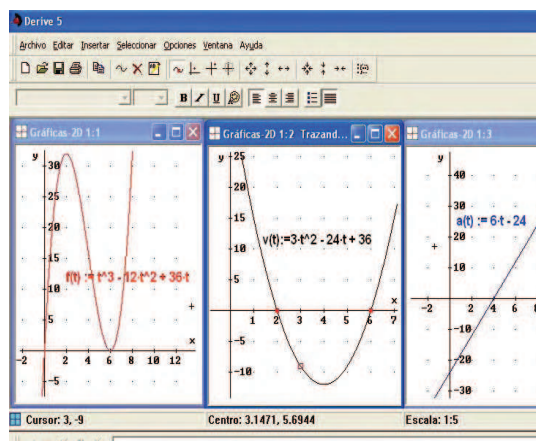 Derive 5
Archivo Editar Insertar Seleccionar Opciones Ventana Ayuda
B I U
Gráficas-2D 1:1
Gráficas-2D 1:2 Trazand...
Gráficas-2D 1:3
y
30
25
20
15
10
5
-5
-2 2 4 6 8 10 12
x
f(t) := t^3 - 12·t^2 + 36·t
y
25
20
15
10
5
-5
-10
1 2 3 4 5 6 7
x
v(t):=3·t^2 - 24·t + 36
y
40
30
20
10
-10
-20
-30
-2 2 4 6 8
a(t) := 6·t - 24
Cursor: 3, -9
Centro: 3.1471, 5.6944
Escala: 1:5